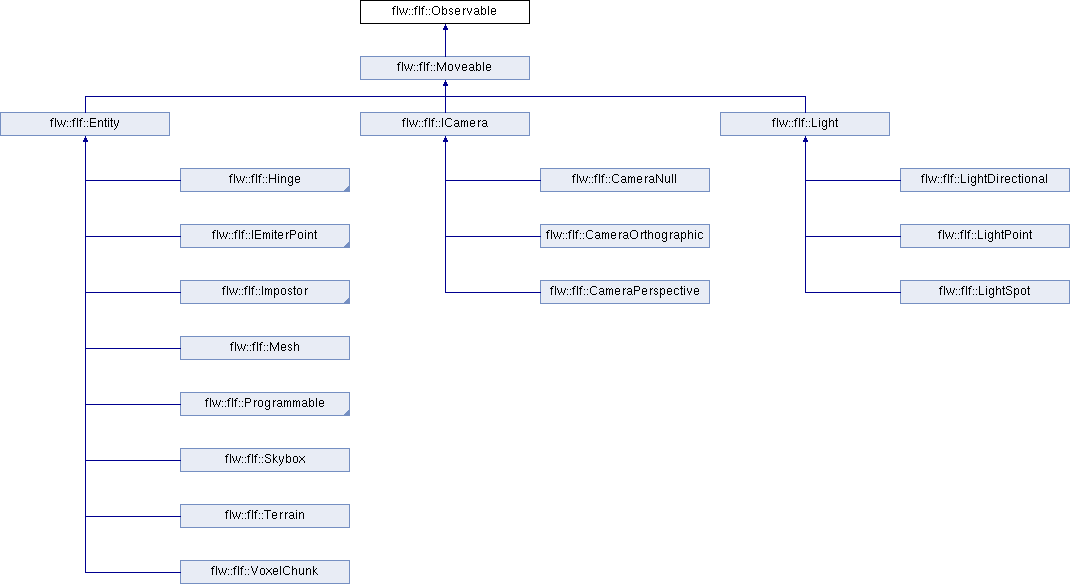 flw::flf::Observable
flw::flf::Moveable
flw::flf::Entity
flw::flf::ICamera
flw::flf::Light
flw::flf::Hinge
flw::flf::CameraNull
flw::flf::LightDirectional
flw::flf::IEmiterPoint
flw::flf::CameraOrthographic
flw::flf::LightPoint
flw::flf::Impostor
flw::flf::CameraPerspective
flw::flf::LightSpot
flw::flf::Mesh
flw::flf::Programmable
flw::flf::Skybox
flw::flf::Terrain
flw::flf::VoxelChunk